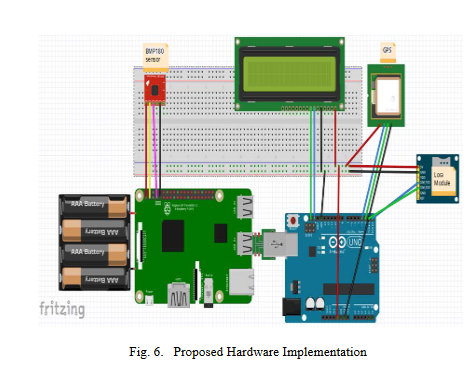 BMP180
sensor
GPS
Lora
Module
AAA Battery
AAA Battery
AAA Battery
AAA Battery
UNO
fritzing
Fig. 6. Proposed Hardware Implementation